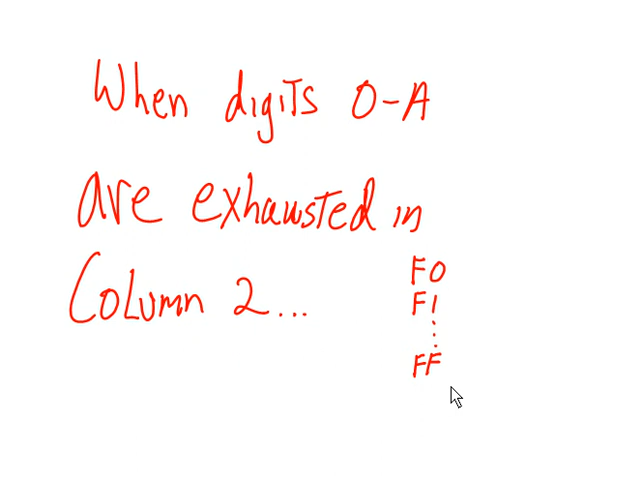 When digits 0-A
are exhausted in
Column 2...
F0
F1
⋮
FF